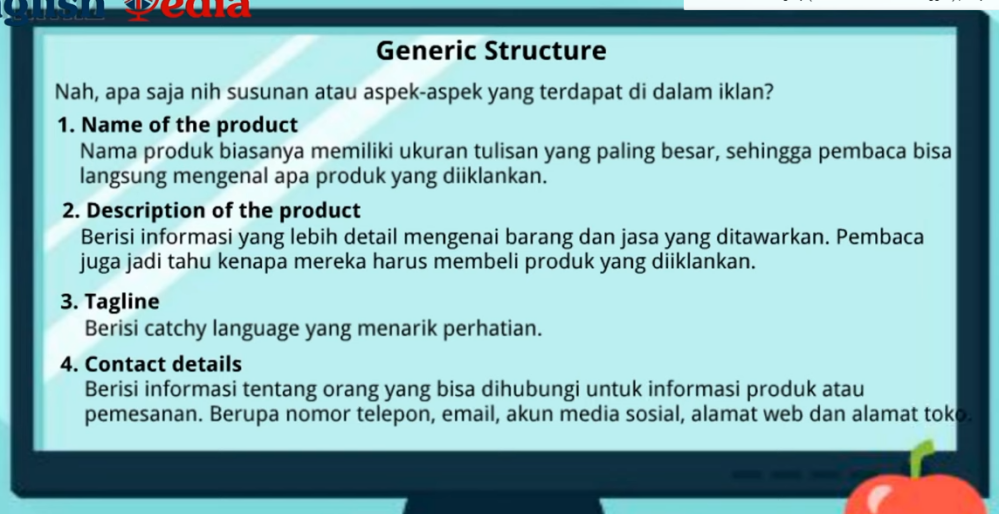 Generic Structure
Nah, apa saja nih susunan atau aspek-aspek yang terdapat di dalam iklan?
1. Name of the product
Nama produk biasanya memiliki ukuran tulisan yang paling besar, sehingga pembaca bisa
langsung mengenal apa produk yang diiklankan.
2. Description of the product
Berisi informasi yang lebih detail mengenai barang dan jasa yang ditawarkan. Pembaca
juga jadi tahu kenapa mereka harus membeli produk yang diiklankan.
3. Tagline
Berisi catchy language yang menarik perhatian.
4. Contact details
Berisi informasi tentang orang yang bisa dihubungi untuk informasi produk atau
pemesanan. Berupa nomor telepon, email, akun media sosial, alamat web dan alamat toko.